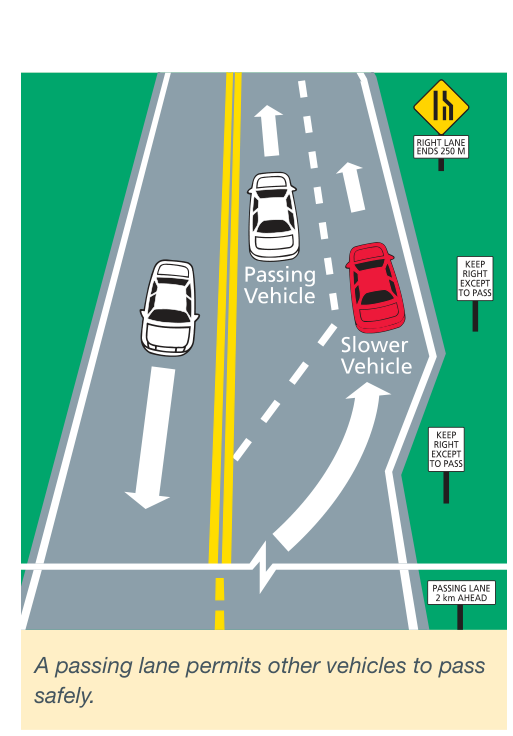 RIGHT LANE
ENDS 250 M
KEEP
RIGHT
EXCEPT
TO PASS
Passing
Vehicle
Slower
Vehicle
KEEP
RIGHT
EXCEPT
TO PASS
PASSING LANE
2 km AHEAD
A passing lane permits other vehicles to pass
safely.